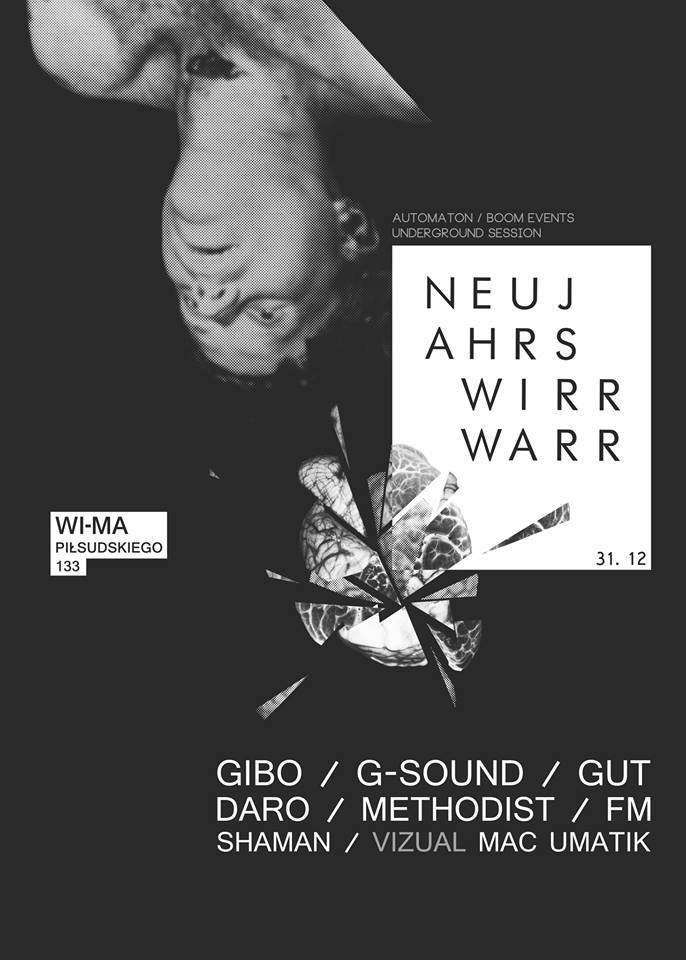 AUTOMATON / BOOM EVENTS
UNDERGROUND SESSION
NEUJ
AHRS
WIRR
WARR
31. 12
WI-MA
PIŁSUDSKIEGO
133
GIBO / G-SOUND / GUT
DARO / METHODIST / FM
SHAMAN / VIZUAL MAC UMATIK